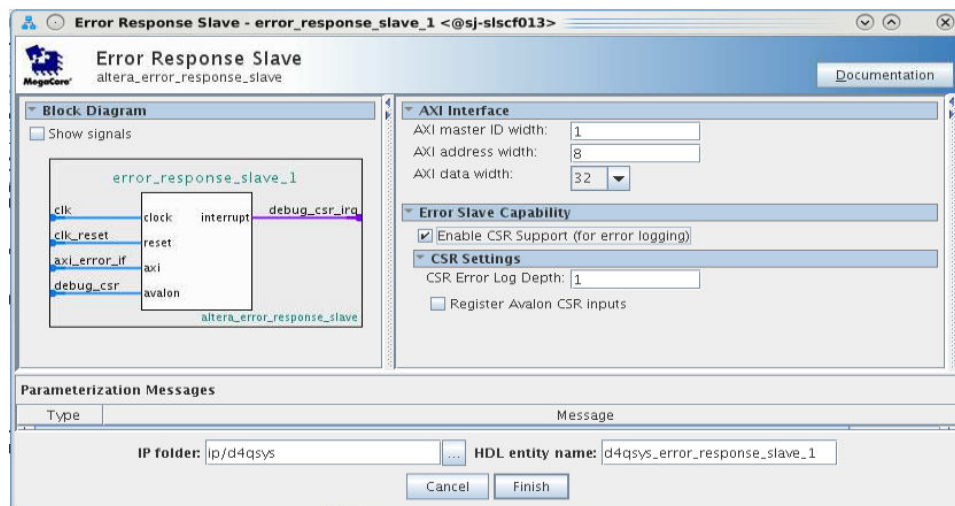 Error Response Slave - error_response_slave_1 <@sj-slscf013>
Error Response Slave
altera_error_response_slave
MegaCore®
Documentation
Block Diagram
Show signals
error_response_slave_1
clk
clock
interrupt
debug_csr_irq
clk_reset
reset
axi_error_if
axi
debug_csr
avalon
altera_error_response_slave
AXI Interface
AXI master ID width: 1
AXI address width: 8
AXI data width: 32
Error Slave Capability
Enable CSR Support (for error logging)
CSR Settings
CSR Error Log Depth: 1
Register Avalon CSR inputs
Parameterization Messages
Type Message
IP folder: ip/d4qsys ... HDL entity name: d4qsys_error_response_slave_1
Cancel Finish